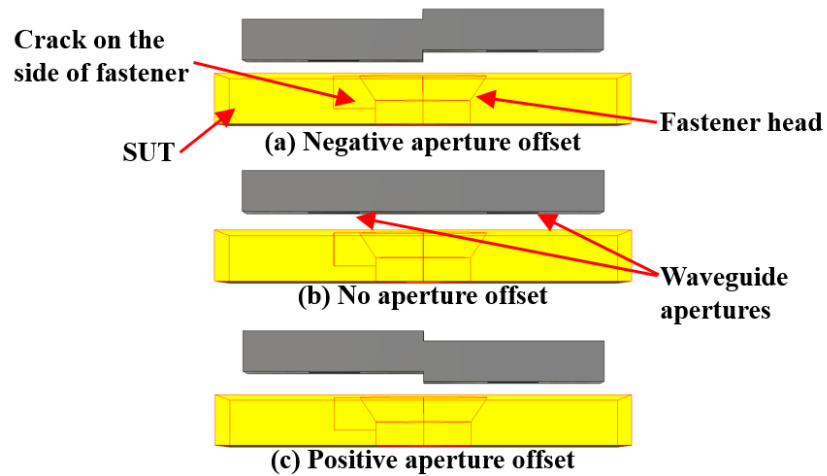 Crack on the
side of fastener
SUT
Fastener head
(a) Negative aperture offset
(b) No aperture offset
Waveguide
apertures
(c) Positive aperture offset